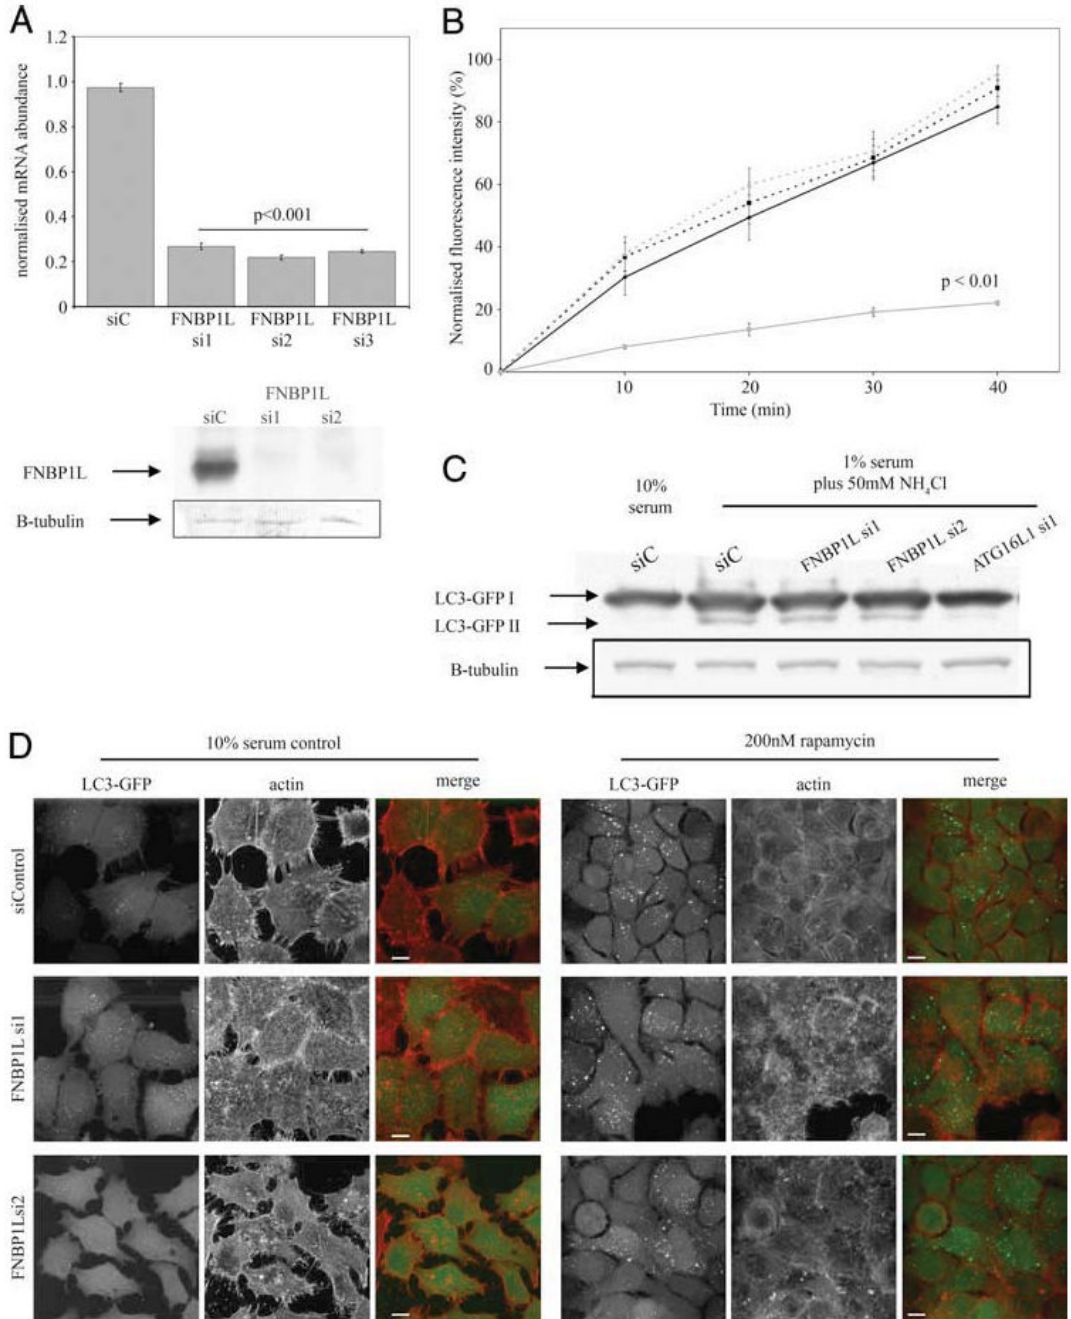 A
normalised mRNA abundance
1.2
1.0
0.8
0.6
0.4
0.2
0
p<0.001
siC
FNBP1L si1
FNBP1L si2
FNBP1L si3
FNBP1L
siC si1 si2
FNBP1L
B-tubulin
B
Normalised fluorescence intensity (%)
100
80
60
40
20
0
p < 0.01
10 20 30 40
Time (min)
C
10% serum
1% serum
plus 50mM NH₄Cl
siC siC FNBP1L si1 FNBP1L si2 ATG16L1 si1
LC3-GFP I
LC3-GFP II
B-tubulin
D
10% serum control
200nM rapamycin
LC3-GFP actin merge LC3-GFP actin merge
siControl
FNBP1L si1
FNBP1Lsi2